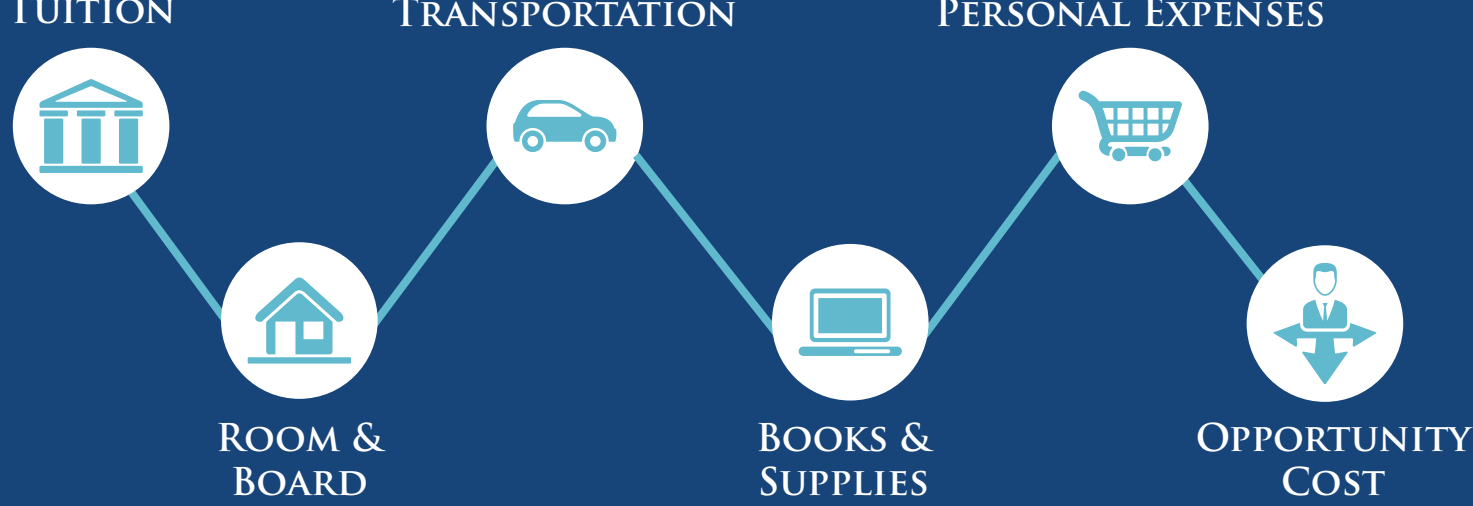 TUITION
TRANSPORTATION
PERSONAL EXPENSES
ROOM &
BOARD
BOOKS &
SUPPLIES
OPPORTUNITY
COST